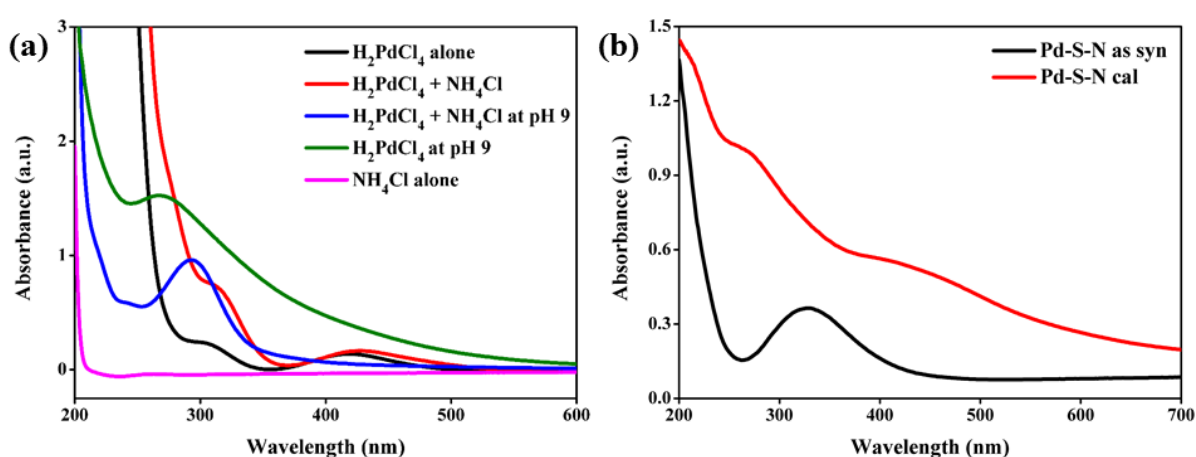 (a)
3
2
1
0
Absorbance (a.u.)
H₂PdCl₄ alone
H₂PdCl₄ + NH₄Cl
H₂PdCl₄ + NH₄Cl at pH 9
H₂PdCl₄ at pH 9
NH₄Cl alone
200 300 400 500 600
Wavelength (nm)
(b)
1.5
1.2
0.9
0.6
0.3
0.0
Absorbance (a.u.)
Pd-S-N as syn
Pd-S-N cal
200 300 400 500 600 700
Wavelength (nm)